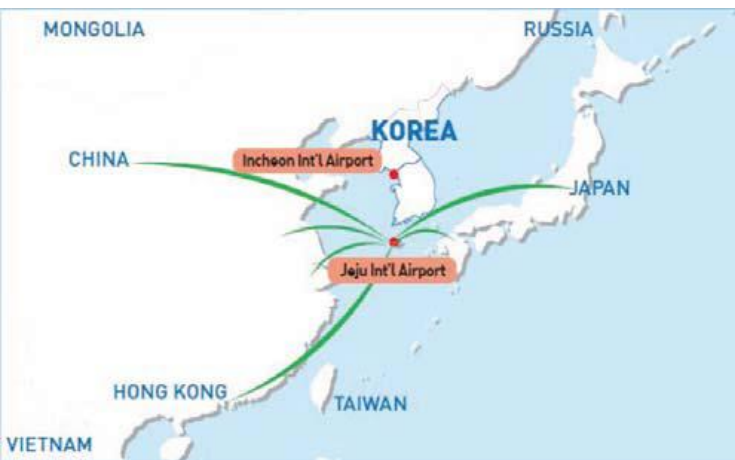 MONGOLIA
RUSSIA
KOREA
CHINA
Incheon Int'l Airport
JAPAN
Jeju Int'l Airport
HONG KONG
TAIWAN
VIETNAM